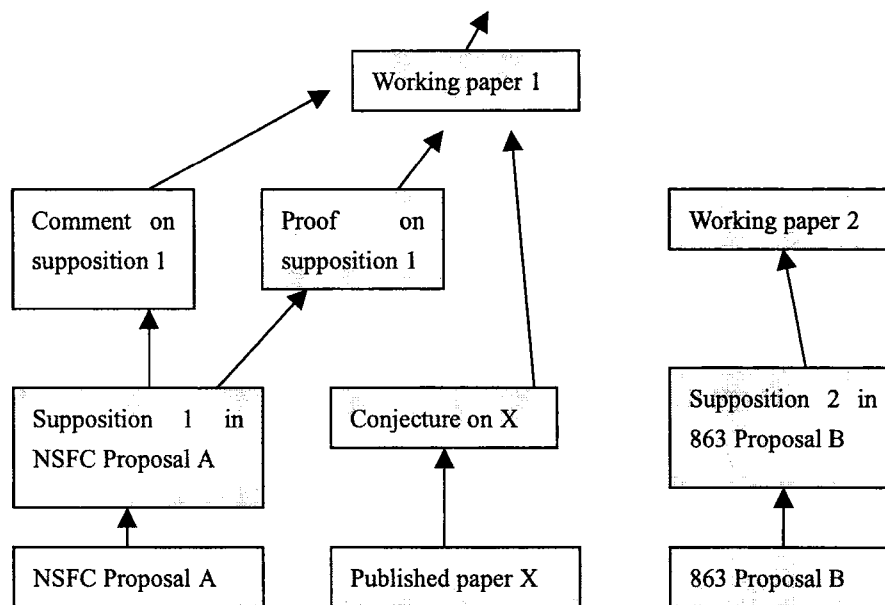 Working paper 1
Comment on
supposition 1
Proof on
supposition 1
Working paper 2
Supposition 1 in
NSFC Proposal A
Conjecture on X
Supposition 2 in
863 Proposal B
NSFC Proposal A
Published paper X
863 Proposal B